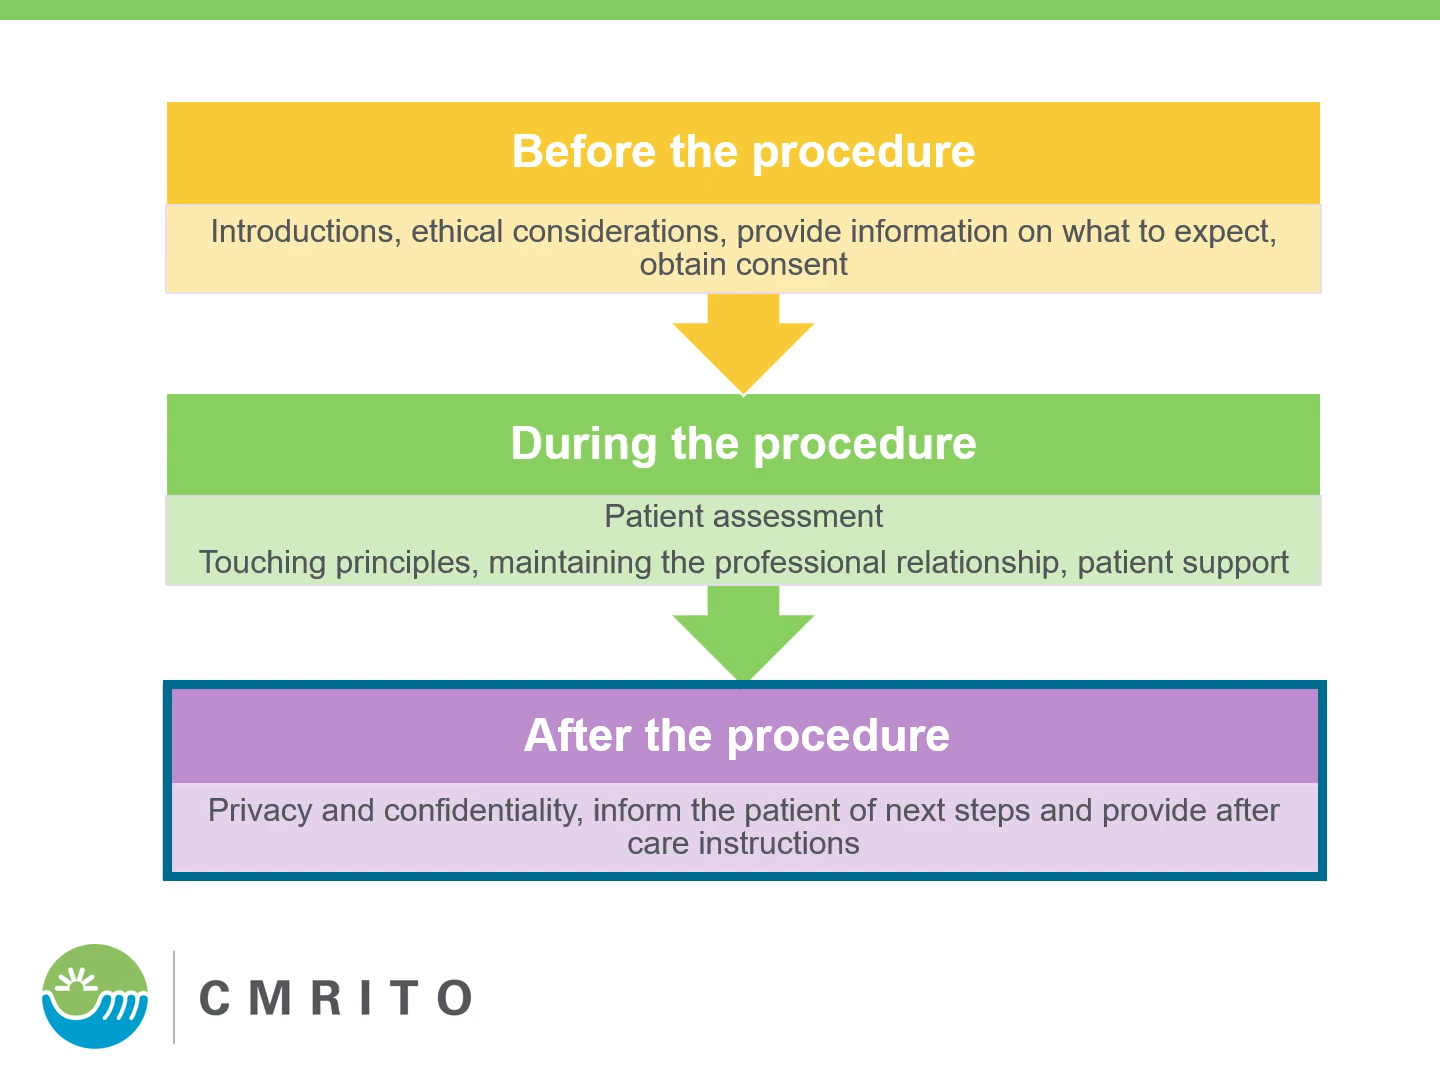 Before the procedure
Introductions, ethical considerations, provide information on what to expect,
obtain consent
During the procedure
Patient assessment
Touching principles, maintaining the professional relationship, patient support
After the procedure
Privacy and confidentiality, inform the patient of next steps and provide after
care instructions
CMRITO